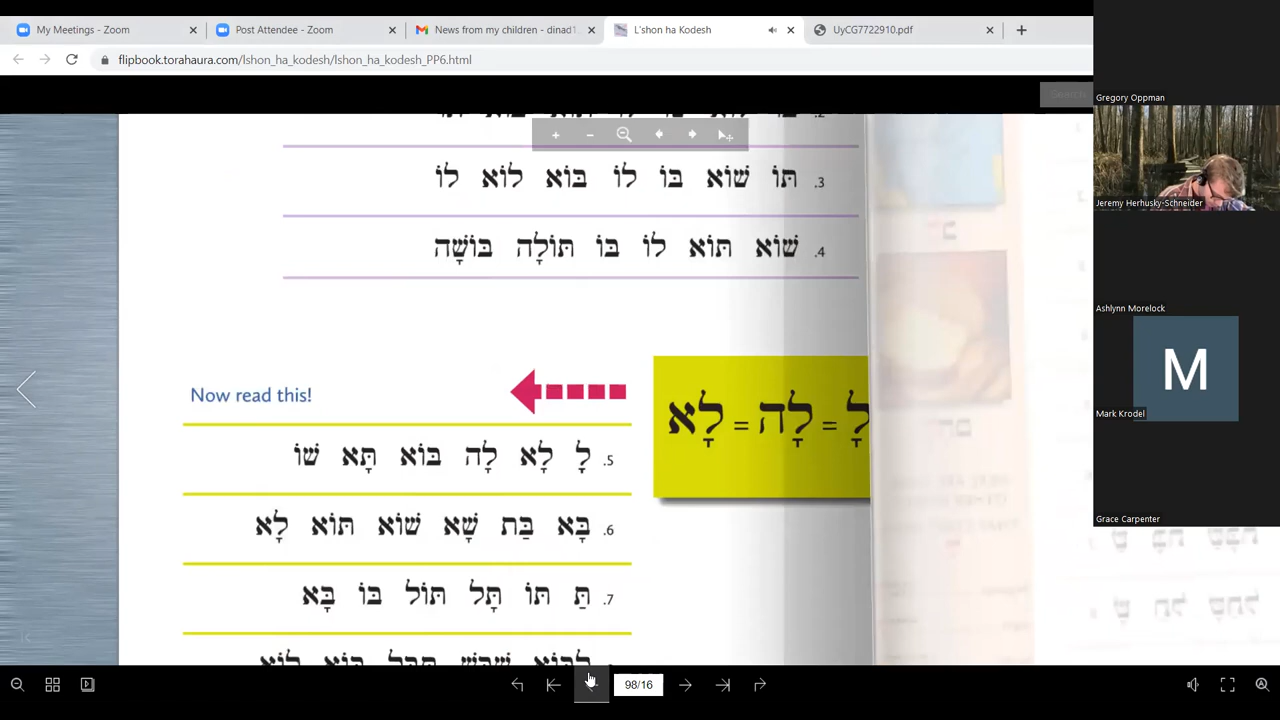 My Meetings - Zoom
Post Attendee - Zoom
News from my children - dinad1
L'shon ha Kodesh
UyCG7722910.pdf
flipbook.torahaura.com/lshon_ha_kodesh/lshon_ha_kodesh_PP6.html
Search
Gregory Oppman
Jeremy Herhusky-Schneider
Ashlynn Morelock
M
Mark Krodel
Grace Carpenter
.3 תּוֹ שׁוֹא בּוֹ לוֹ בּוֹא לוֹא לוֹ
.4 שׁוֹא תּוֹא לוֹ בּוֹ תּוֹלָה בּוֹשָׁה
Now read this!
לָ = לָה = לָא
.5 לָ לָא לָה בּוֹא תָּא שׁוֹ
.6 בָּא בַּת שָׁא שׁוֹא תּוֹא לָא
.7 תַּ תּוֹ תָּל תּוֹל בּוֹ בָּא
98/16